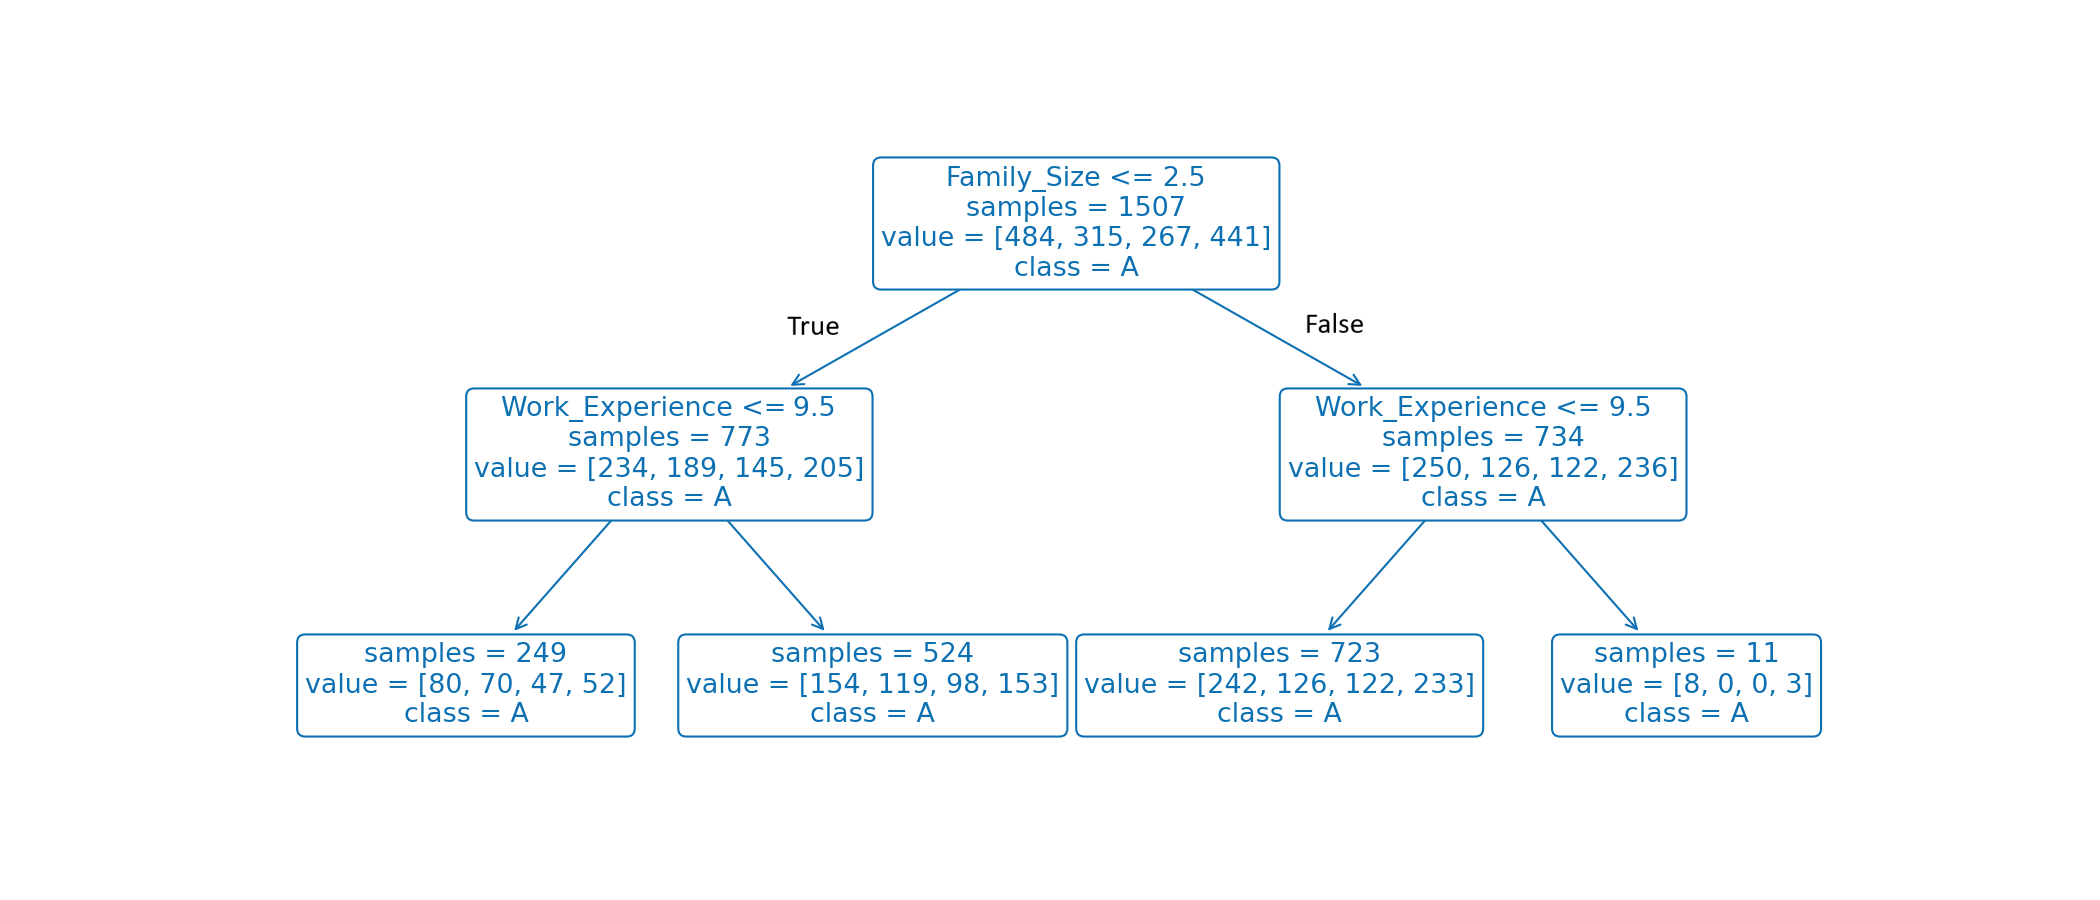 Family_Size <= 2.5
samples = 1507
value = [484, 315, 267, 441]
class = A
True
False
Work_Experience <= 9.5
samples = 773
value = [234, 189, 145, 205]
class = A
Work_Experience <= 9.5
samples = 734
value = [250, 126, 122, 236]
class = A
samples = 249
value = [80, 70, 47, 52]
class = A
samples = 524
value = [154, 119, 98, 153]
class = A
samples = 723
value = [242, 126, 122, 233]
class = A
samples = 11
value = [8, 0, 0, 3]
class = A